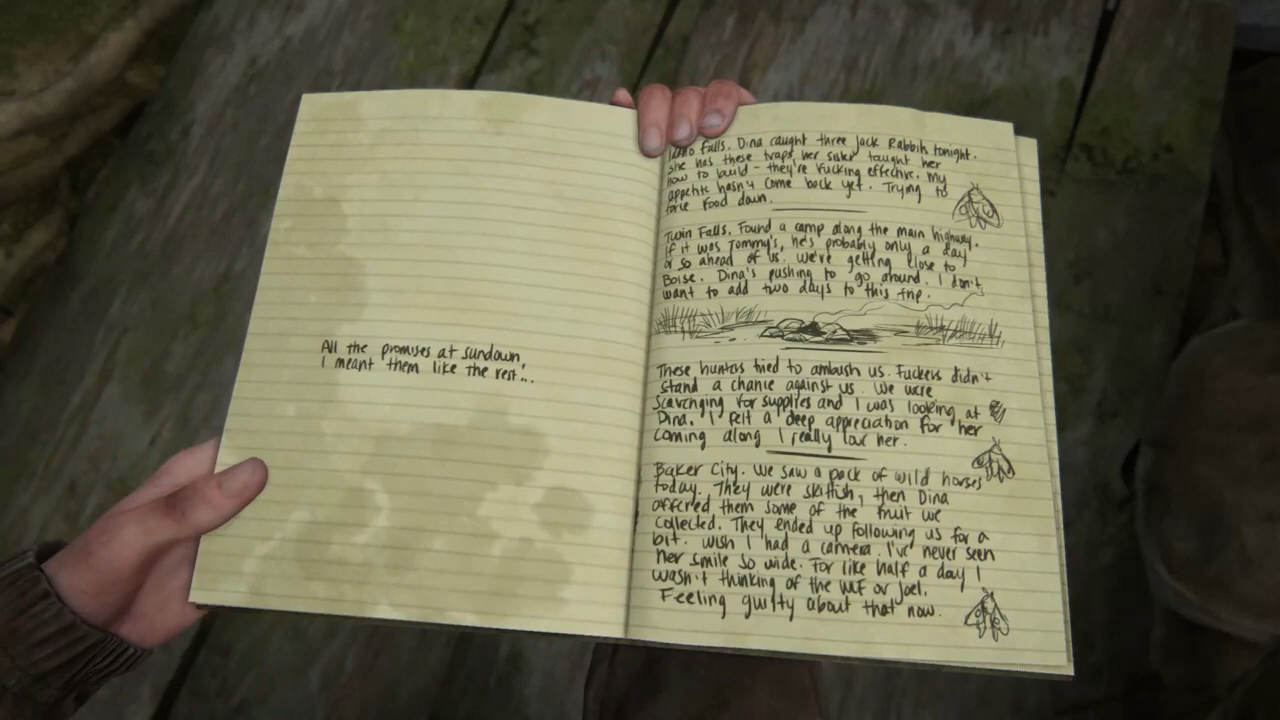 All the promises at sundown,
I meant them like the rest...
Idaho Falls. Dina caught three Jack Rabbits tonight.
She has these traps her sister taught her
how to build - they're fucking effective. My
appetite hasn't come back yet. Trying to
force food down.
Twin Falls. Found a camp along the main highway.
If it was Tommy's, he's probably only a day
or so ahead of us. We're getting close to
Boise. Dina's pushing to go around. I don't
want to add two days to this trip.
These hunters tried to ambush us. Fuckers didn't
stand a chance against us. We were
scavenging for supplies and I was looking at
Dina. I felt a deep appreciation for her
coming along I really love her.
Baker City. We saw a pack of wild horses
today. They were skittish, then Dina
offered them some of the fruit we
collected. They ended up following us for a
bit. Wish I had a camera. I've never seen
her smile so wide. For like half a day I
wasn't thinking of the WLF or Joel.
Feeling guilty about that now.